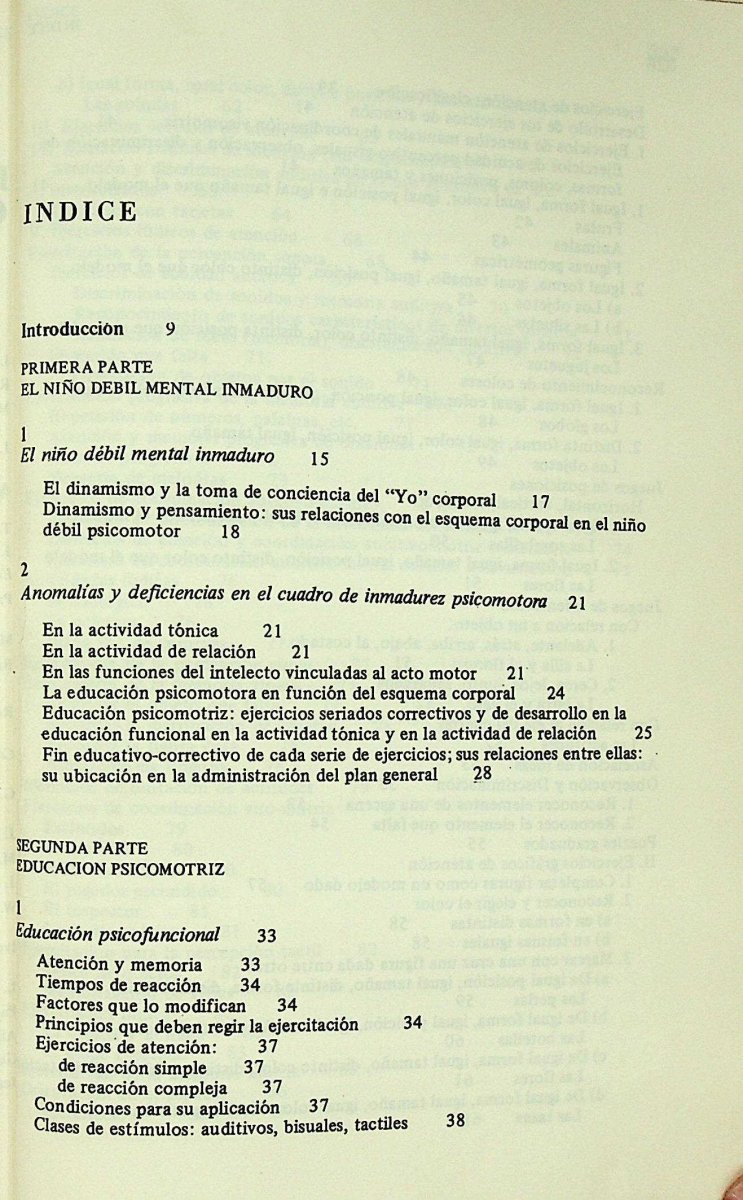 INDICE
Introducción 9
PRIMERA PARTE
EL NIÑO DEBIL MENTAL INMADURO
1
El niño débil mental inmaduro 15
El dinamismo y la toma de conciencia del "Yo" corporal 17
Dinamismo y pensamiento: sus relaciones con el esquema corporal en el niño
débil psicomotor 18
2
Anomalías y deficiencias en el cuadro de inmadurez psicomotora 21
En la actividad tónica 21
En la actividad de relación 21
En las funciones del intelecto vinculadas al acto motor 21
La educación psicomotora en función del esquema corporal 24
Educación psicomotriz: ejercicios seriados correctivos y de desarrollo en la
educación funcional en la actividad tónica y en la actividad de relación 25
Fin educativo-correctivo de cada serie de ejercicios; sus relaciones entre ellas:
su ubicación en la administración del plan general 28
SEGUNDA PARTE
EDUCACION PSICOMOTRIZ
1
Educación psicofuncional 33
Atención y memoria 33
Tiempos de reacción 34
Factores que lo modifican 34
Principios que deben regir la ejercitación 34
Ejercicios de atención: 37
de reacción simple 37
de reacción compleja 37
Condiciones para su aplicación 37
Clases de estímulos: auditivos, bisuales, tactiles 38